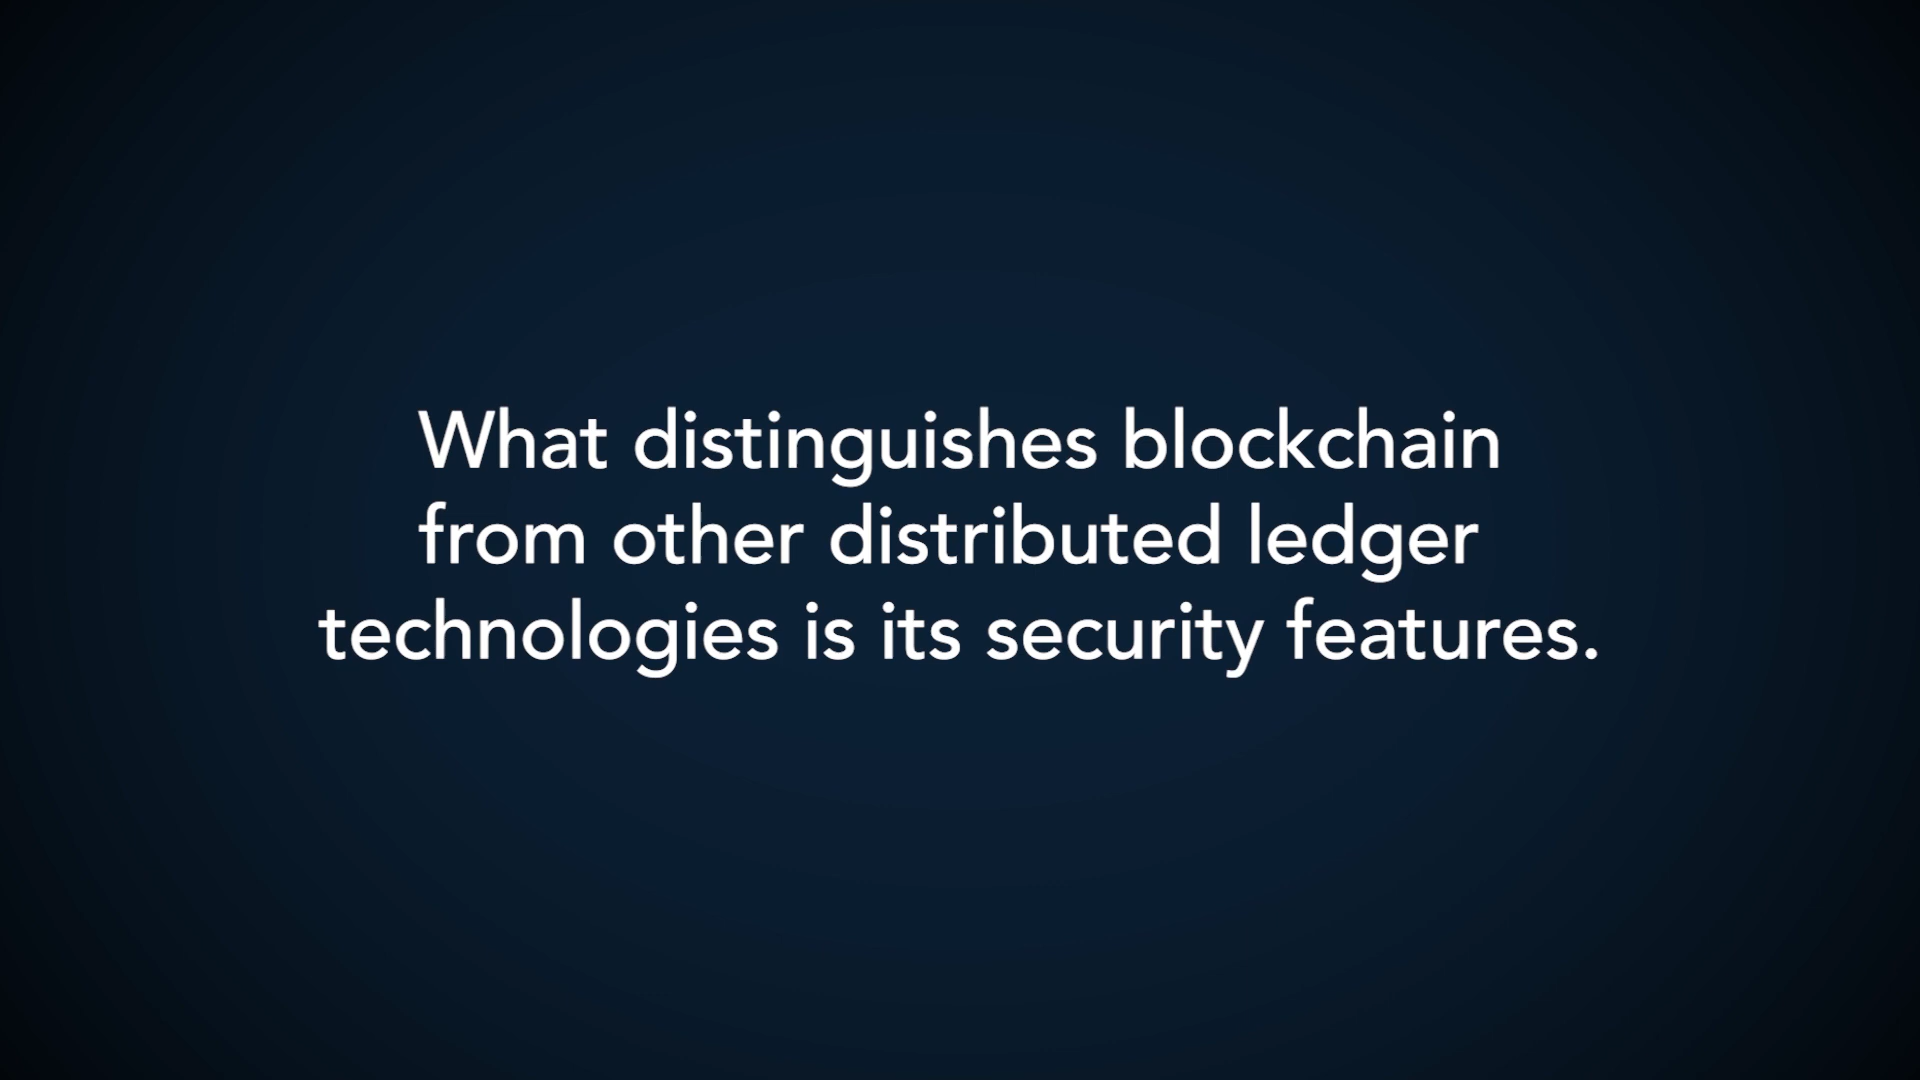 What distinguishes blockchain
from other distributed ledger
technologies is its security features.